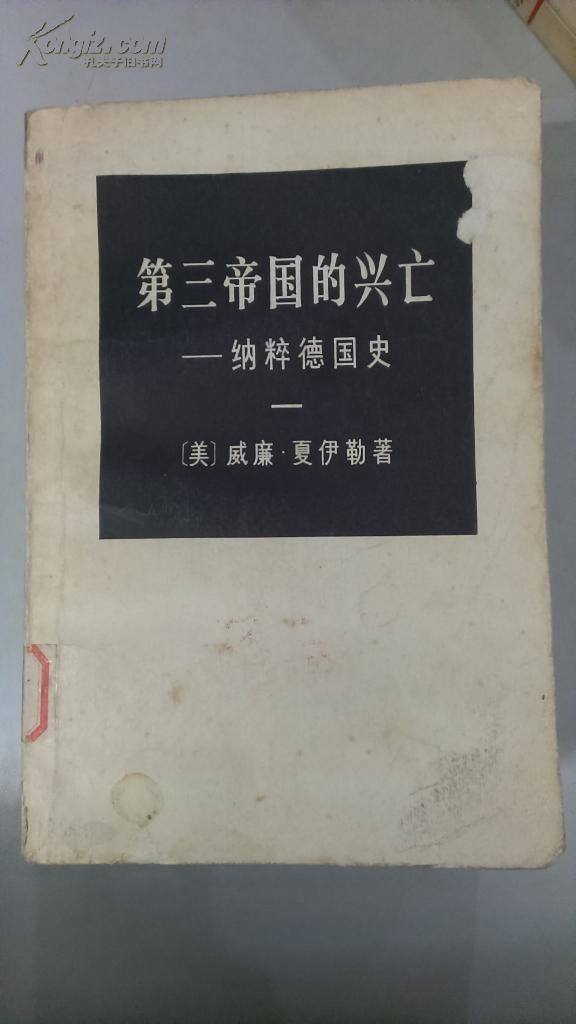 Kongfz.com
孔夫子旧书网
第三帝国的兴亡
——纳粹德国史
一
〔美〕威廉·夏伊勒著